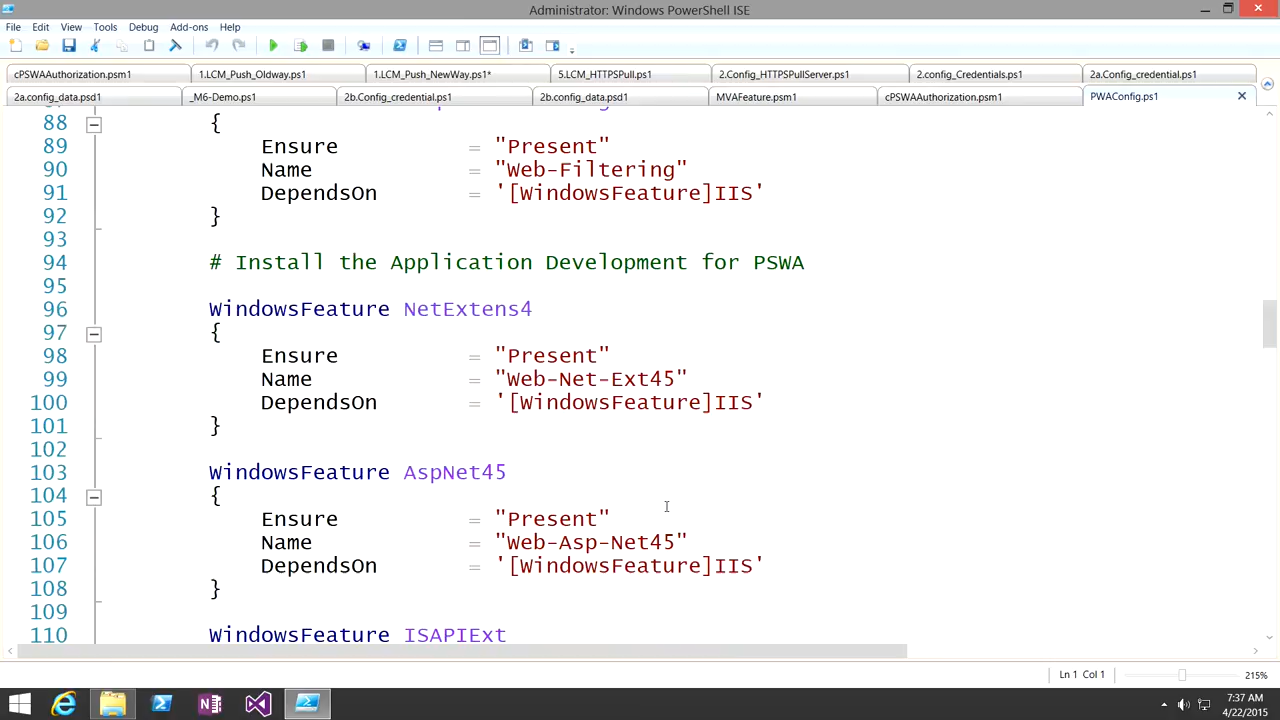 Administrator: Windows PowerShell ISE
File Edit View Tools Debug Add-ons Help
cPSWAAuthorization.psm1 1.LCM_Push_Oldway.ps1 1.LCM_Push_NewWay.ps1* 5.LCM_HTTPSPull.ps1 2.Config_HTTPSPullServer.ps1 2.config_Credentials.ps1 2a.Config_credential.ps1
2a.config_data.psd1 _M6-Demo.ps1 2b.Config_credential.ps1 2b.config_data.psd1 MVAFeature.psm1 cPSWAAuthorization.psm1 PWAConfig.ps1
88 {
89 Ensure = "Present"
90 Name = "Web-Filtering"
91 DependsOn = '[WindowsFeature]IIS'
92 }
93
94 # Install the Application Development for PSWA
95
96 WindowsFeature NetExtens4
97 {
98 Ensure = "Present"
99 Name = "Web-Net-Ext45"
100 DependsOn = '[WindowsFeature]IIS'
101 }
102
103 WindowsFeature AspNet45
104 {
105 Ensure = "Present"
106 Name = "Web-Asp-Net45"
107 DependsOn = '[WindowsFeature]IIS'
108 }
109
110 WindowsFeature ISAPIExt
Ln 1 Col 1 215%
7:37 AM
4/22/2015